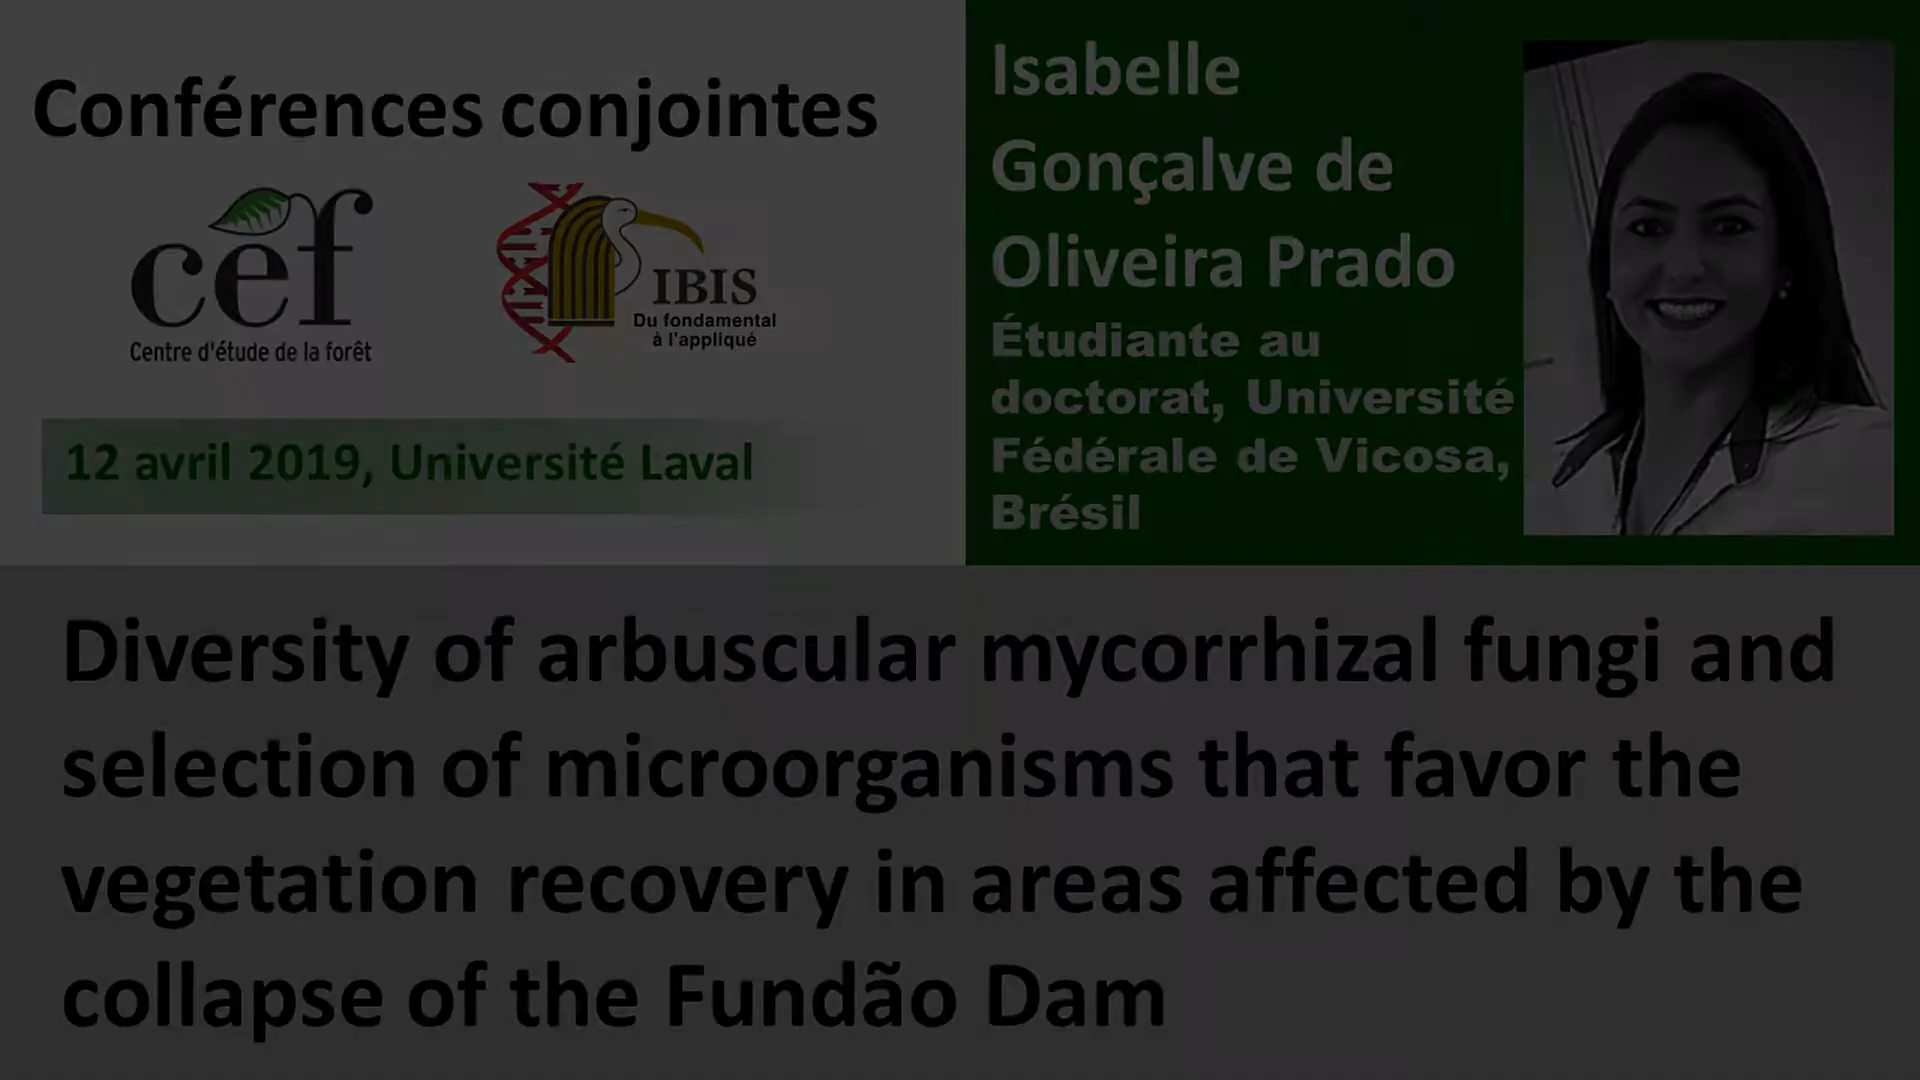 Conférences conjointes
cef
Centre d'étude de la forêt
IBIS
Du fondamental
à l'appliqué
12 avril 2019, Université Laval
Isabelle
Gonçalve de
Oliveira Prado
Étudiante au
doctorat, Université
Fédérale de Vicosa,
Brésil
Diversity of arbuscular mycorrhizal fungi and
selection of microorganisms that favor the
vegetation recovery in areas affected by the
collapse of the Fundão Dam